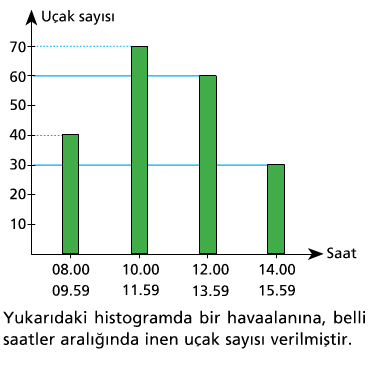 Uçak sayısı
70
60
50
40
30
20
10
Saat
08.00 10.00 12.00 14.00
09.59 11.59 13.59 15.59
Yukarıdaki histogramda bir havaalanına, belli
saatler aralığında inen uçak sayısı verilmiştir.